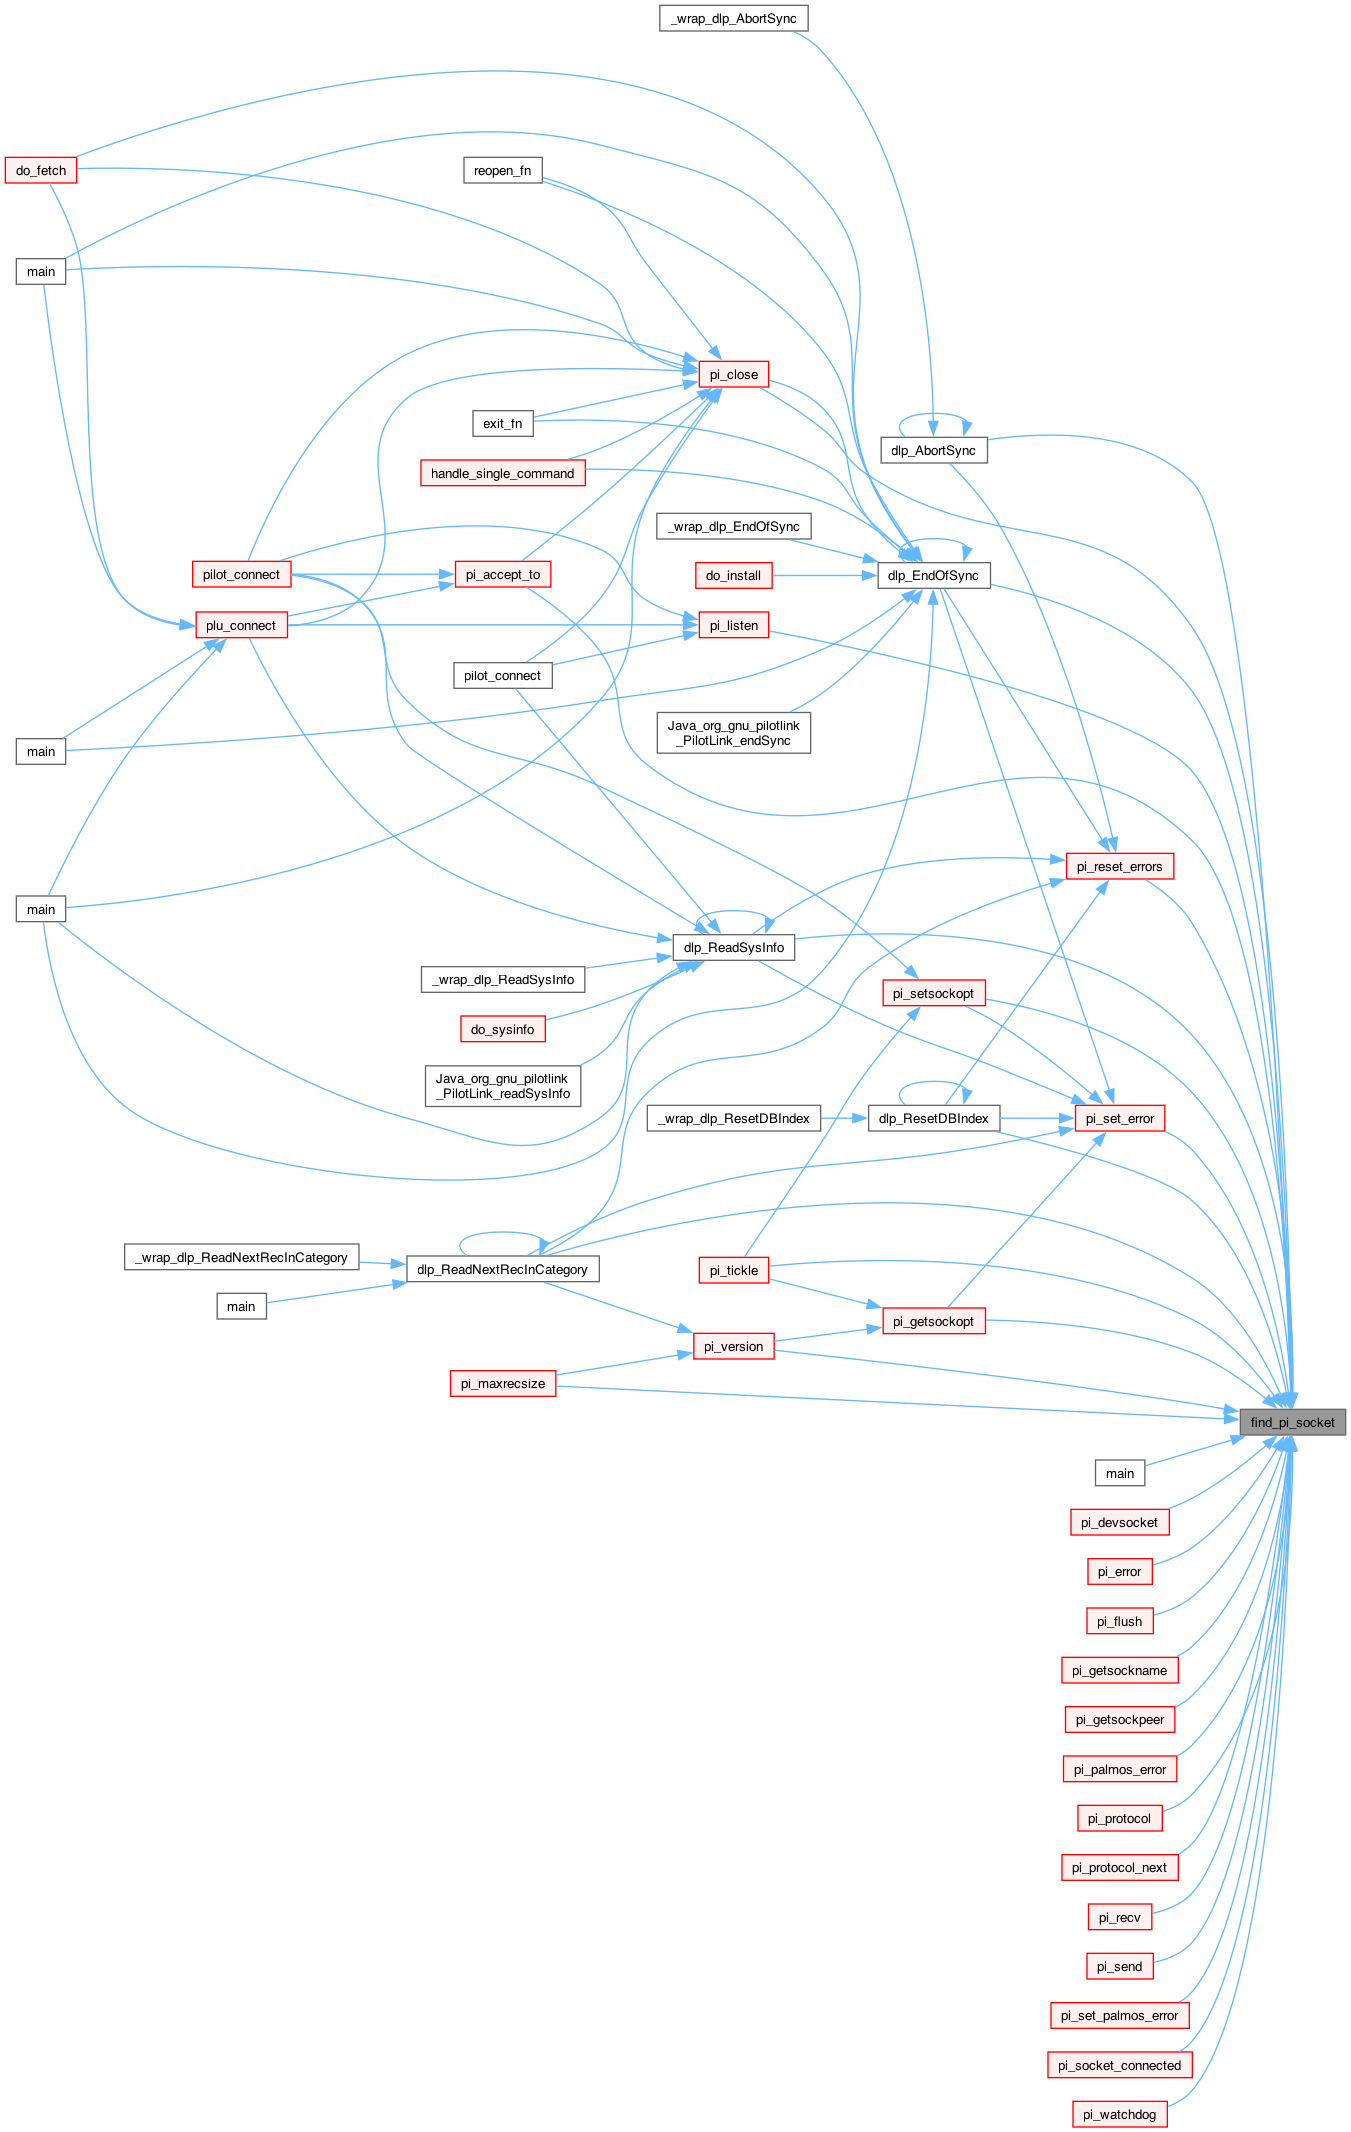 _wrap_dlp_AbortSync
do_fetch
reopen_fn
main
pi_close
exit_fn
dlp_AbortSync
handle_single_command
_wrap_dlp_EndOfSync
pilot_connect
pi_accept_to
do_install
dlp_EndOfSync
plu_connect
pi_listen
pilot_connect
Java_org_gnu_pilotlink
_PilotLink_endSync
main
pi_reset_errors
main
dlp_ReadSysInfo
_wrap_dlp_ReadSysInfo
pi_setsockopt
do_sysinfo
Java_org_gnu_pilotlink
_PilotLink_readSysInfo
_wrap_dlp_ResetDBIndex
dlp_ResetDBIndex
pi_set_error
_wrap_dlp_ReadNextRecInCategory
dlp_ReadNextRecInCategory
pi_tickle
main
pi_getsockopt
pi_version
pi_maxrecsize
find_pi_socket
main
pi_devsocket
pi_error
pi_flush
pi_getsockname
pi_getsockpeer
pi_palmos_error
pi_protocol
pi_protocol_next
pi_recv
pi_send
pi_set_palmos_error
pi_socket_connected
pi_watchdog